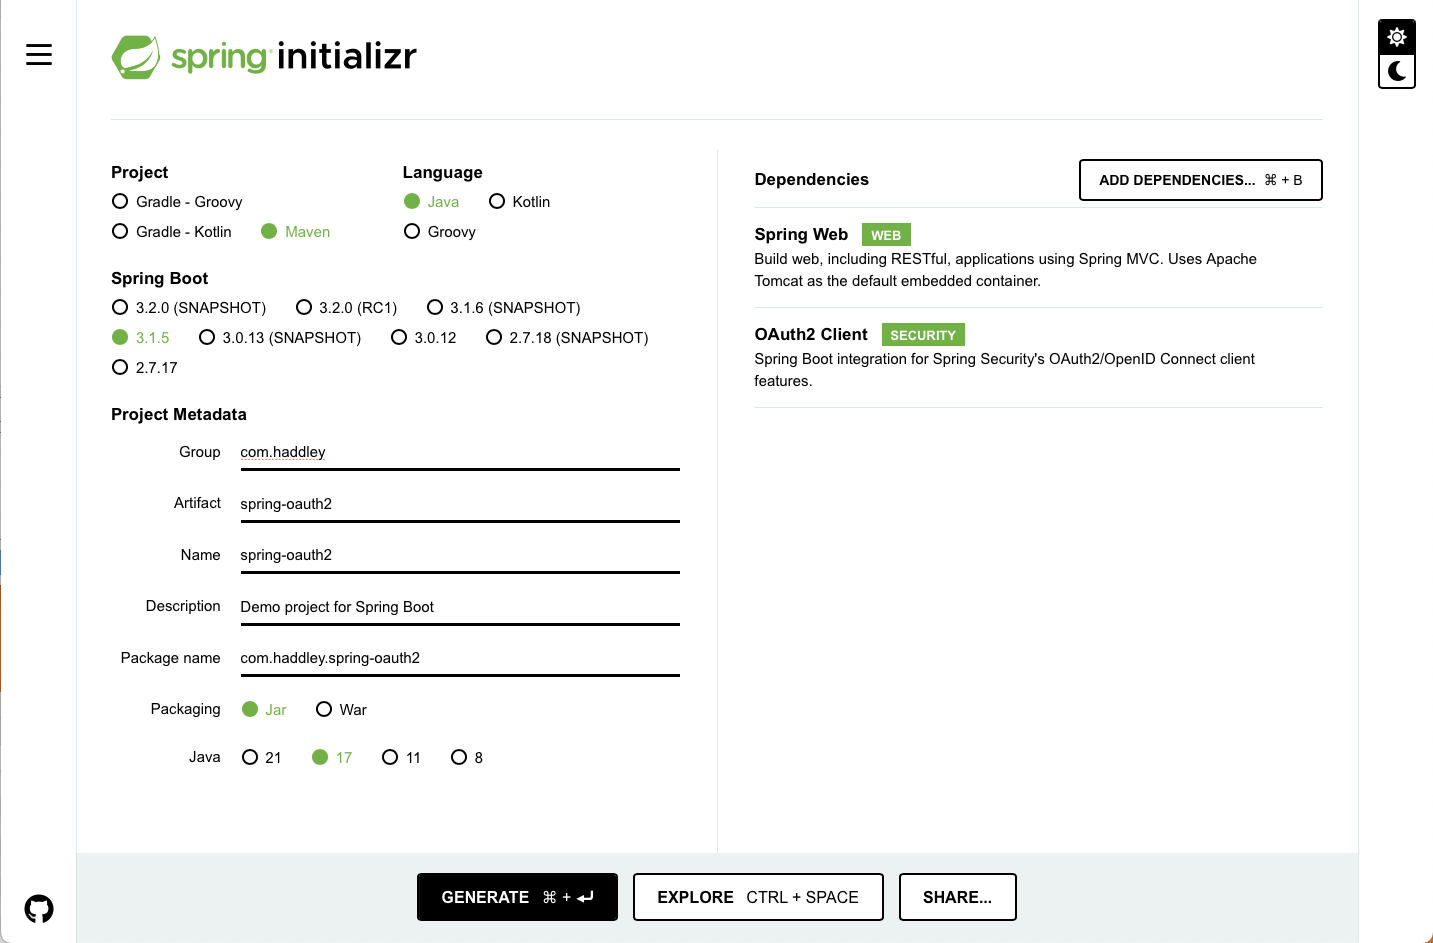 spring initializr
Project
Gradle - Groovy
Gradle - Kotlin Maven
Language
Java Kotlin
Groovy
Spring Boot
3.2.0 (SNAPSHOT) 3.2.0 (RC1) 3.1.6 (SNAPSHOT)
3.1.5 3.0.13 (SNAPSHOT) 3.0.12 2.7.18 (SNAPSHOT)
2.7.17
Project Metadata
Group com.haddley
Artifact spring-oauth2
Name spring-oauth2
Description Demo project for Spring Boot
Package name com.haddley.spring-oauth2
Packaging Jar War
Java 21 17 11 8
Dependencies ADD DEPENDENCIES... ⌘ + B
Spring Web WEB
Build web, including RESTful, applications using Spring MVC. Uses Apache
Tomcat as the default embedded container.
OAuth2 Client SECURITY
Spring Boot integration for Spring Security's OAuth2/OpenID Connect client
features.
GENERATE ⌘ + ⏎ EXPLORE CTRL + SPACE SHARE...